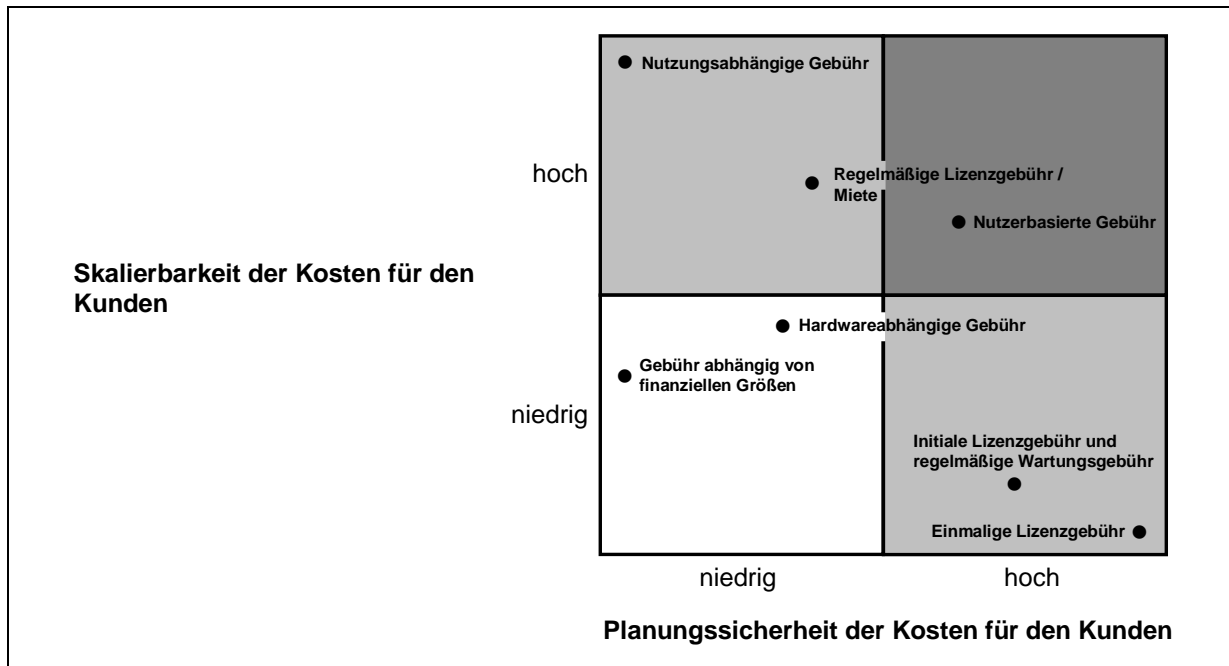 Nutzungsabhängige Gebühr
hoch
Regelmäßige Lizenzgebühr /
Miete
Nutzerbasierte Gebühr
Skalierbarkeit der Kosten für den
Kunden
Hardwareabhängige Gebühr
Gebühr abhängig von
finanziellen Größen
niedrig
Initiale Lizenzgebühr und
regelmäßige Wartungsgebühr
Einmalige Lizenzgebühr
niedrig
hoch
Planungssicherheit der Kosten für den Kunden